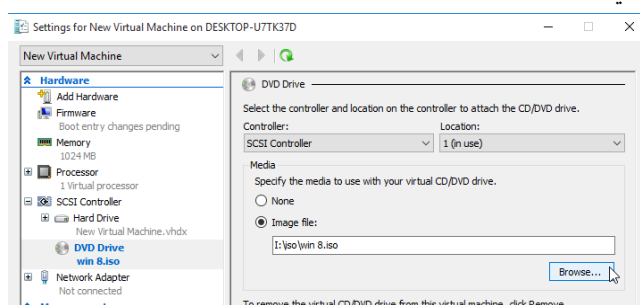 Settings for New Virtual Machine on DESKTOP-U7TK37D
New Virtual Machine
Hardware
Add Hardware
Firmware
Boot entry changes pending
Memory
1024 MB
Processor
1 Virtual processor
SCSI Controller
Hard Drive
New Virtual Machine.vhdx
DVD Drive
win 8.iso
Network Adapter
Not connected
DVD Drive
Select the controller and location on the controller to attach the CD/DVD drive.
Controller: Location:
SCSI Controller 1 (in use)
Media
Specify the media to use with your virtual CD/DVD drive.
None
Image file:
I:\iso\win 8.iso
Browse...
To remove the virtual CD/DVD drive from this virtual machine, click Remove.